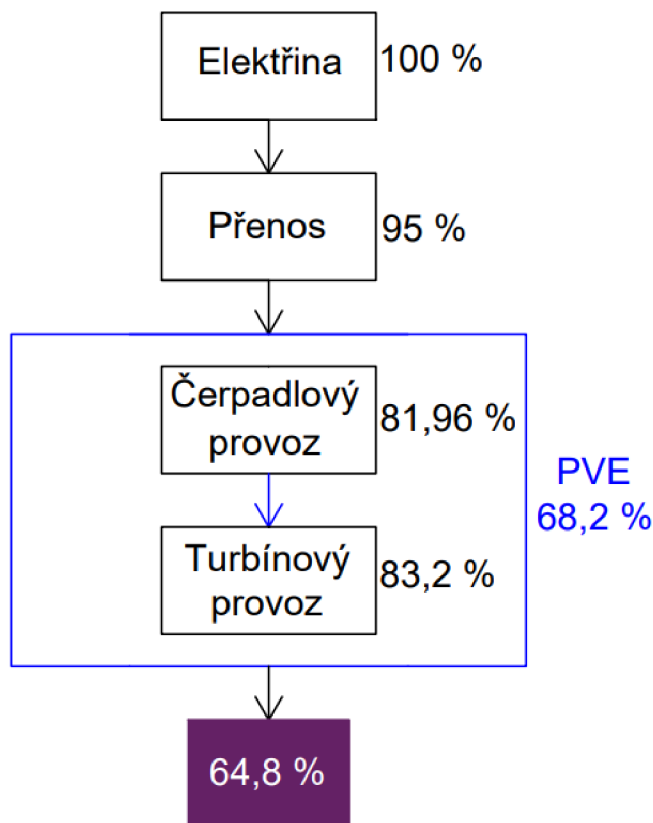 Elektřina
100 %
Přenos
95 %
Čerpadlový
provoz
81,96 %
PVE
68,2 %
Turbínový
provoz
83,2 %
64,8 %